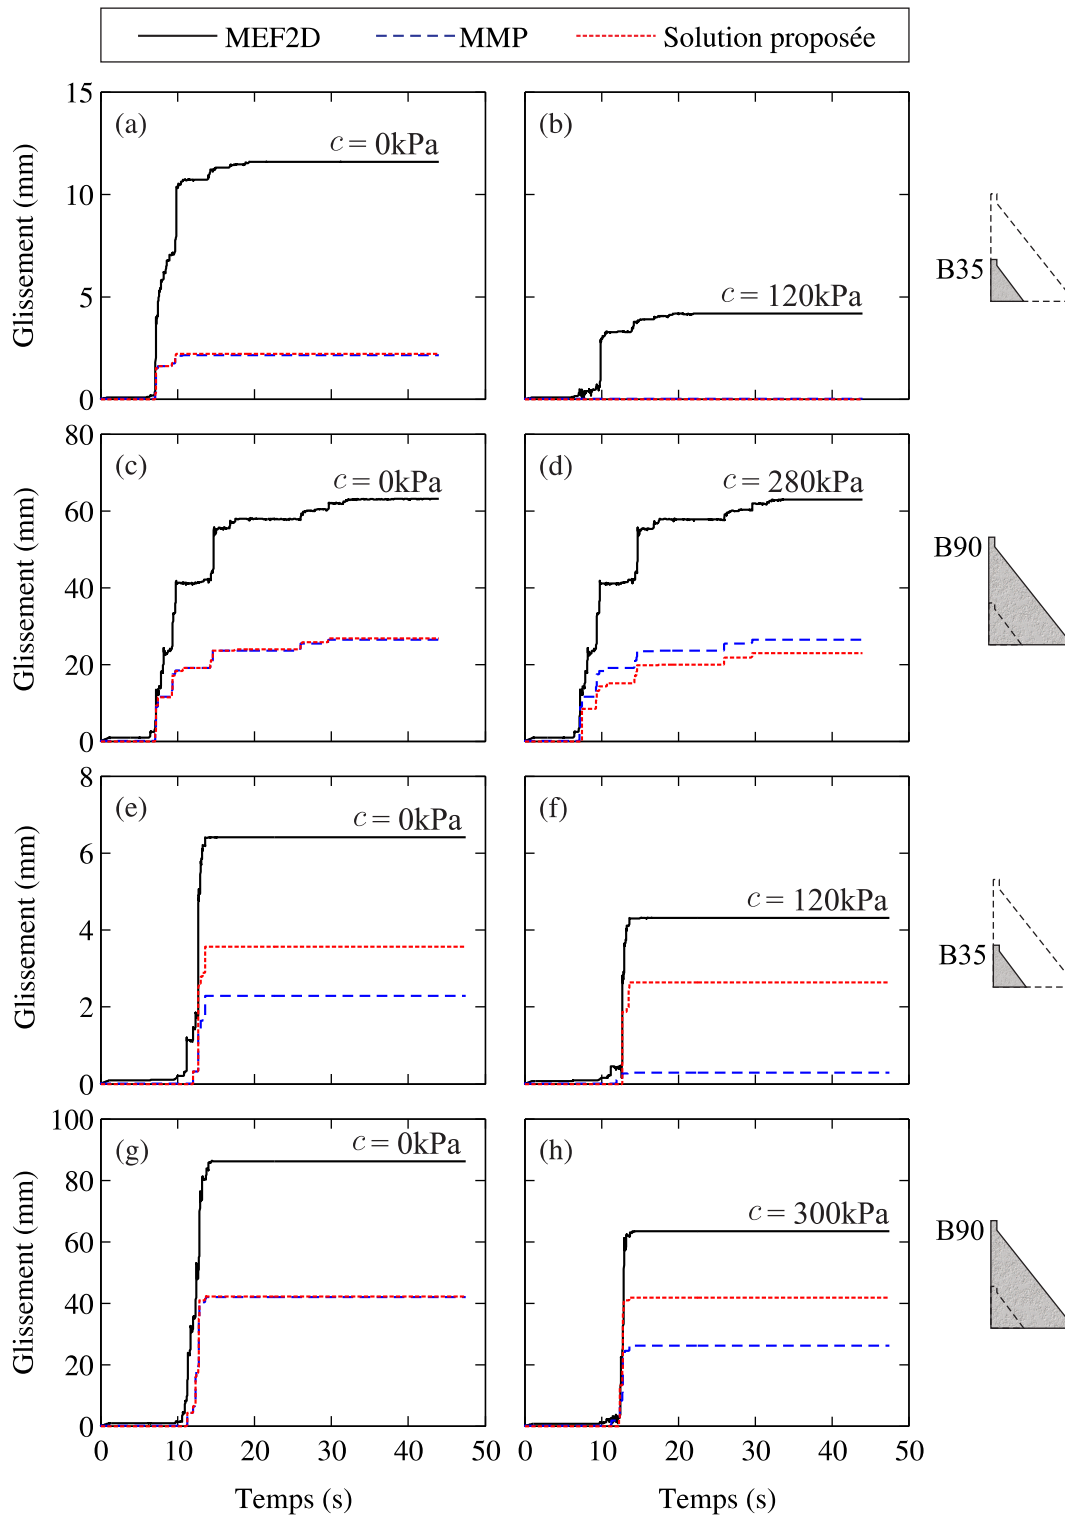 MEF2D MMP Solution proposée
15
10
5
0
Glissement (mm)
(a)
c = 0kPa
(b)
c = 120kPa
B35
80
60
40
20
0
Glissement (mm)
(c)
c = 0kPa
(d)
c = 280kPa
B90
8
6
4
2
0
Glissement (mm)
(e)
c = 0kPa
(f)
c = 120kPa
B35
100
80
60
40
20
0
Glissement (mm)
(g)
c = 0kPa
(h)
c = 300kPa
B90
0 10 20 30 40 50
0 10 20 30 40 50
Temps (s)
Temps (s)